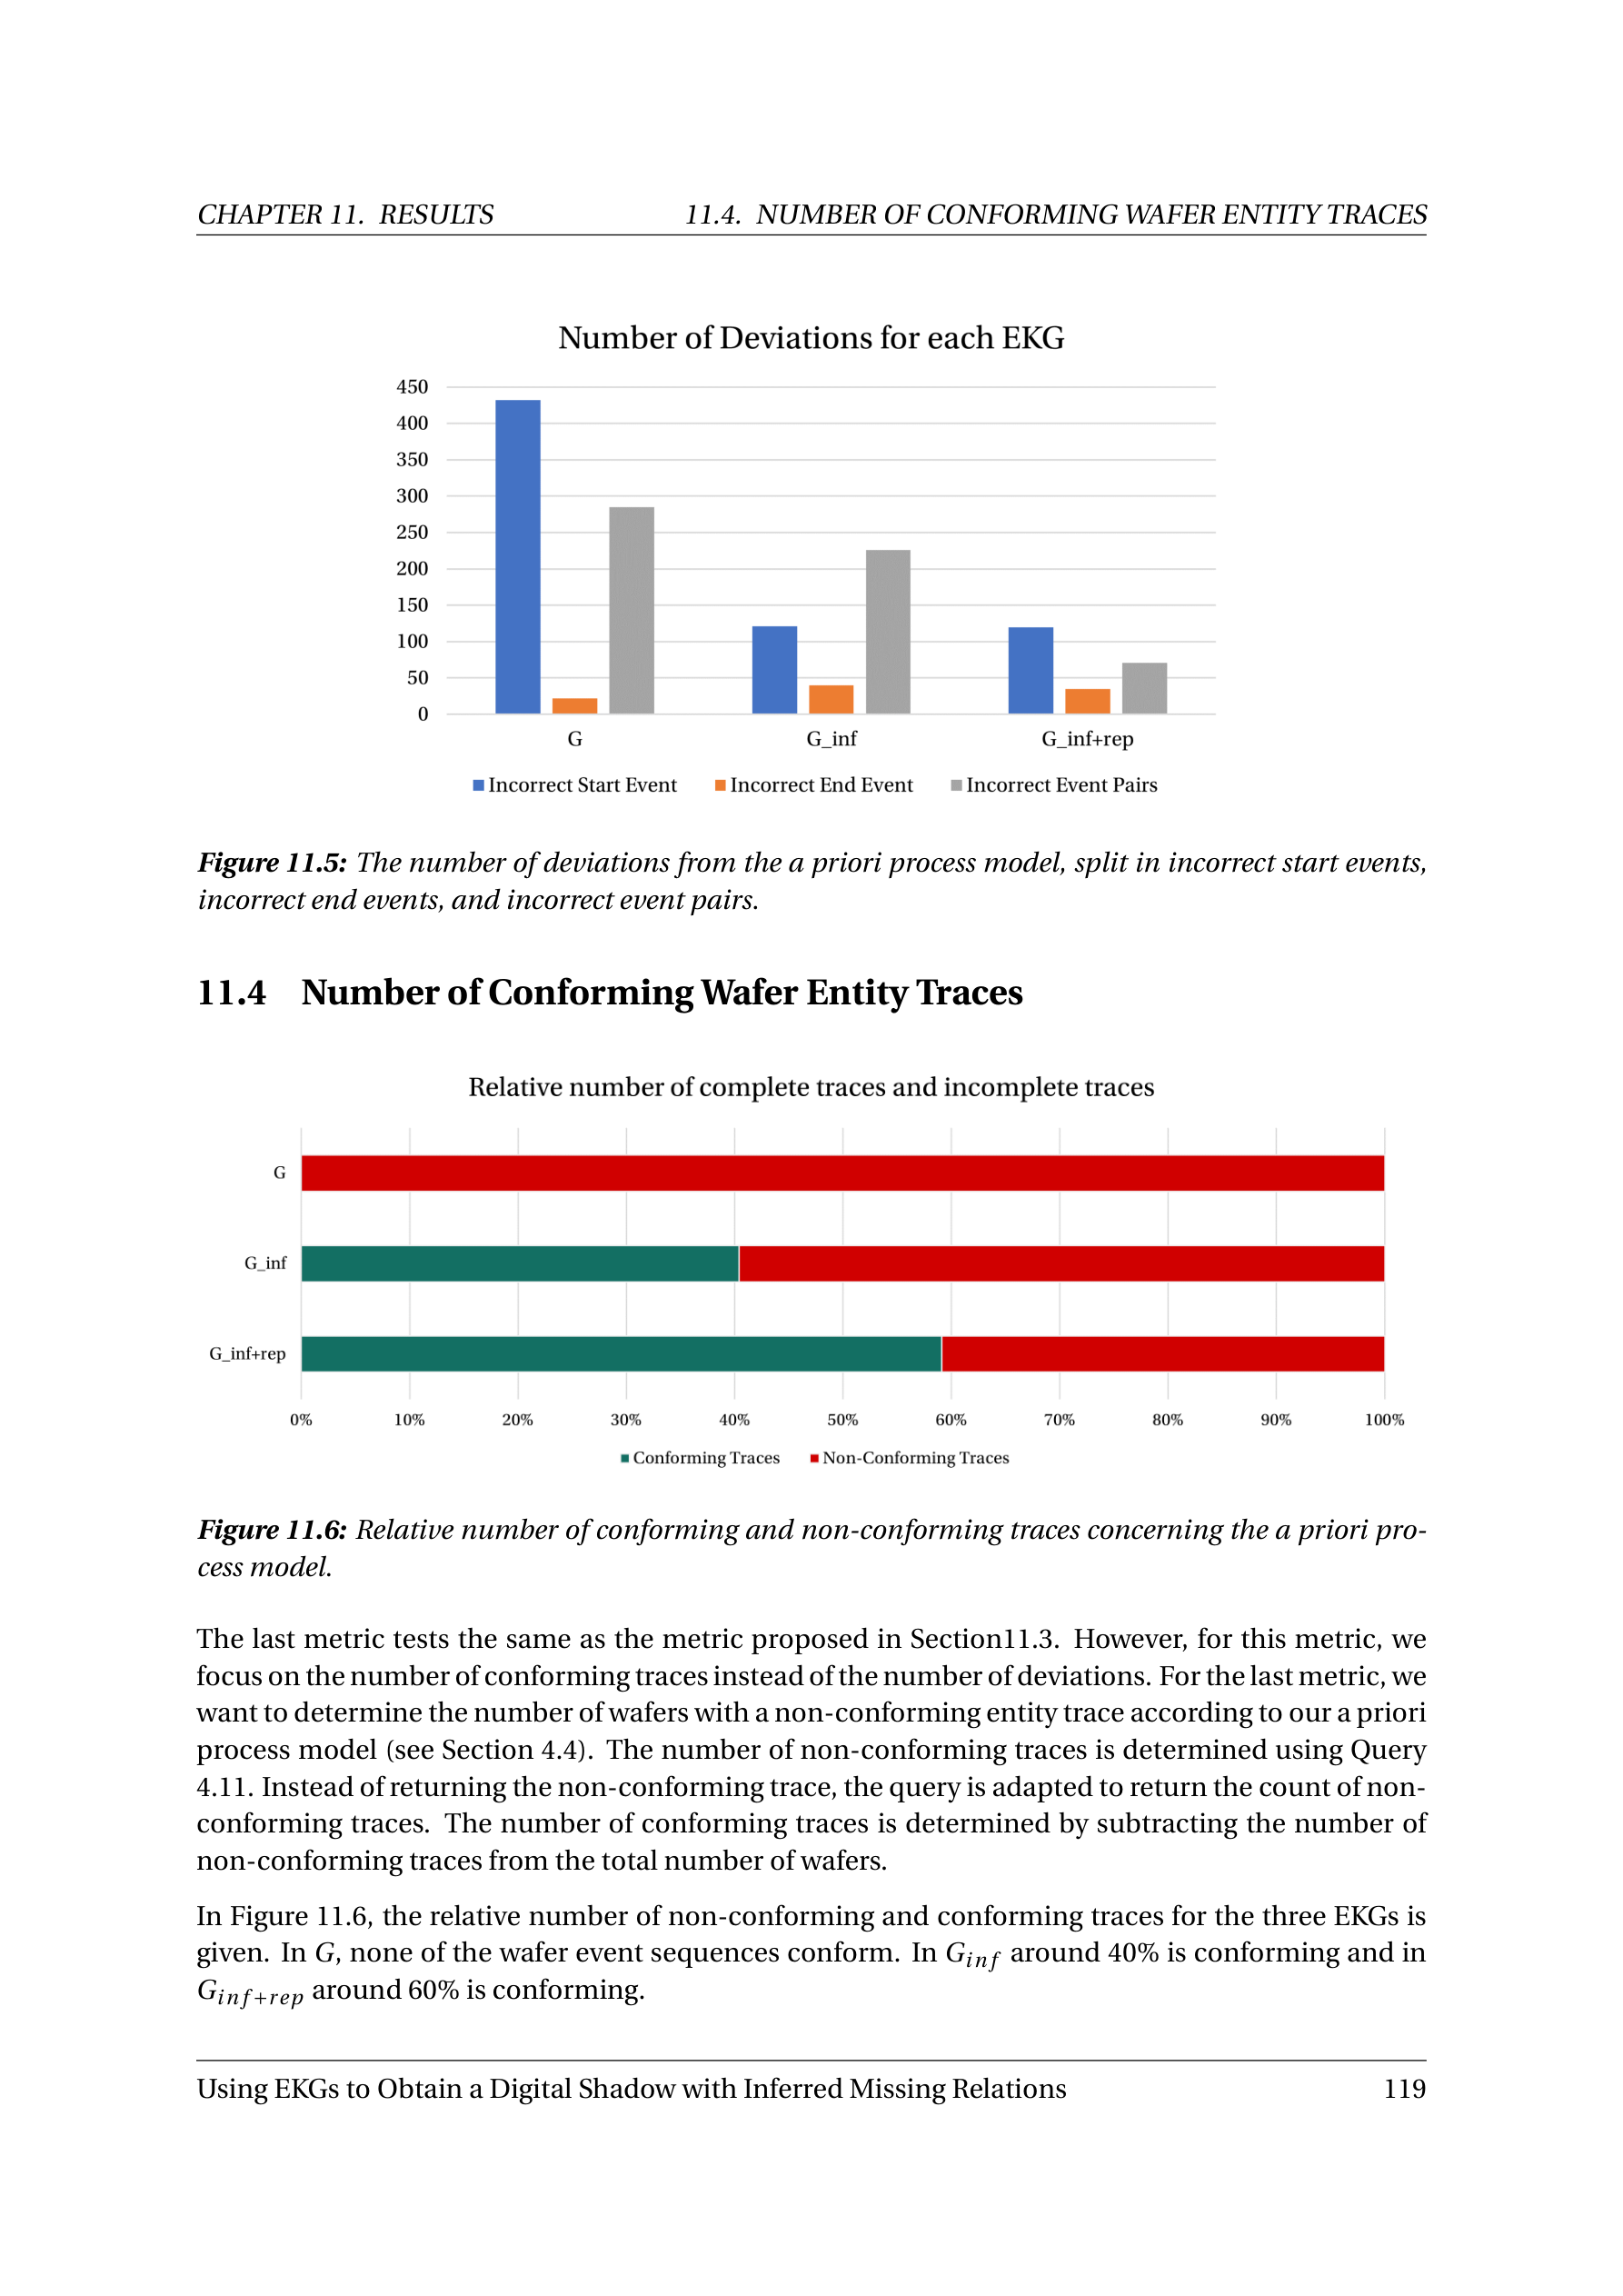 CHAPTER 11. RESULTS 11.4. NUMBER OF CONFORMING WAFER ENTITY TRACES
Number of Deviations for each EKG
450
400
350
300
250
200
150
100
50
0
G G_inf G_inf+rep
Incorrect Start Event Incorrect End Event Incorrect Event Pairs
Figure 11.5: The number of deviations from the a priori process model, split in incorrect start events,
incorrect end events, and incorrect event pairs.
11.4 Number of Conforming Wafer Entity Traces
Relative number of complete traces and incomplete traces
G
G_inf
G_inf+rep
0% 10% 20% 30% 40% 50% 60% 70% 80% 90% 100%
Conforming Traces Non-Conforming Traces
Figure 11.6: Relative number of conforming and non-conforming traces concerning the a priori pro-
cess model.
The last metric tests the same as the metric proposed in Section11.3. However, for this metric, we
focus on the number of conforming traces instead of the number of deviations. For the last metric, we
want to determine the number of wafers with a non-conforming entity trace according to our a priori
process model (see Section 4.4). The number of non-conforming traces is determined using Query
4.11. Instead of returning the non-conforming trace, the query is adapted to return the count of non-
conforming traces. The number of conforming traces is determined by subtracting the number of
non-conforming traces from the total number of wafers.
In Figure 11.6, the relative number of non-conforming and conforming traces for the three EKGs is
given. In G, none of the wafer event sequences conform. In G_inf around 40% is conforming and in
G_inf+rep around 60% is conforming.
Using EKGs to Obtain a Digital Shadow with Inferred Missing Relations 119